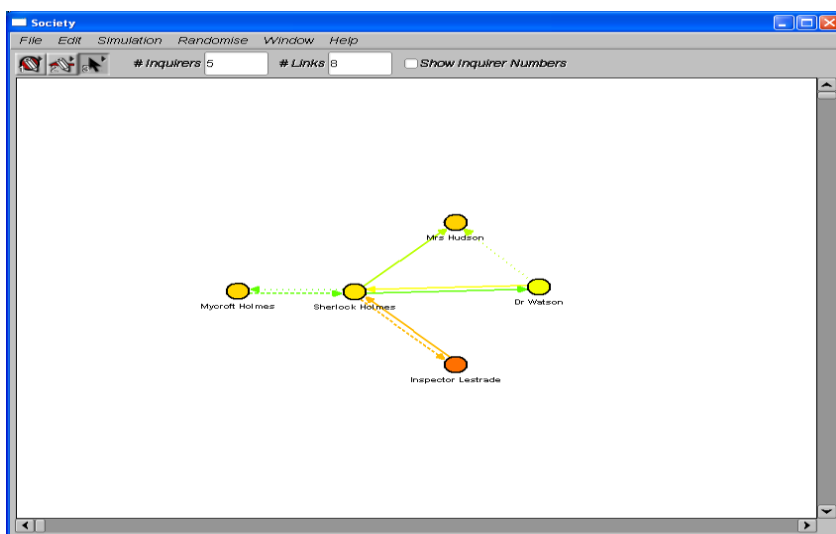 Society
File Edit Simulation Randomise Window Help
# Inquirers 5 # Links 8 Show Inquirer Numbers
Mrs Hudson
Mycroft Holmes Sherlock Holmes Dr Watson
Inspector Lestrade